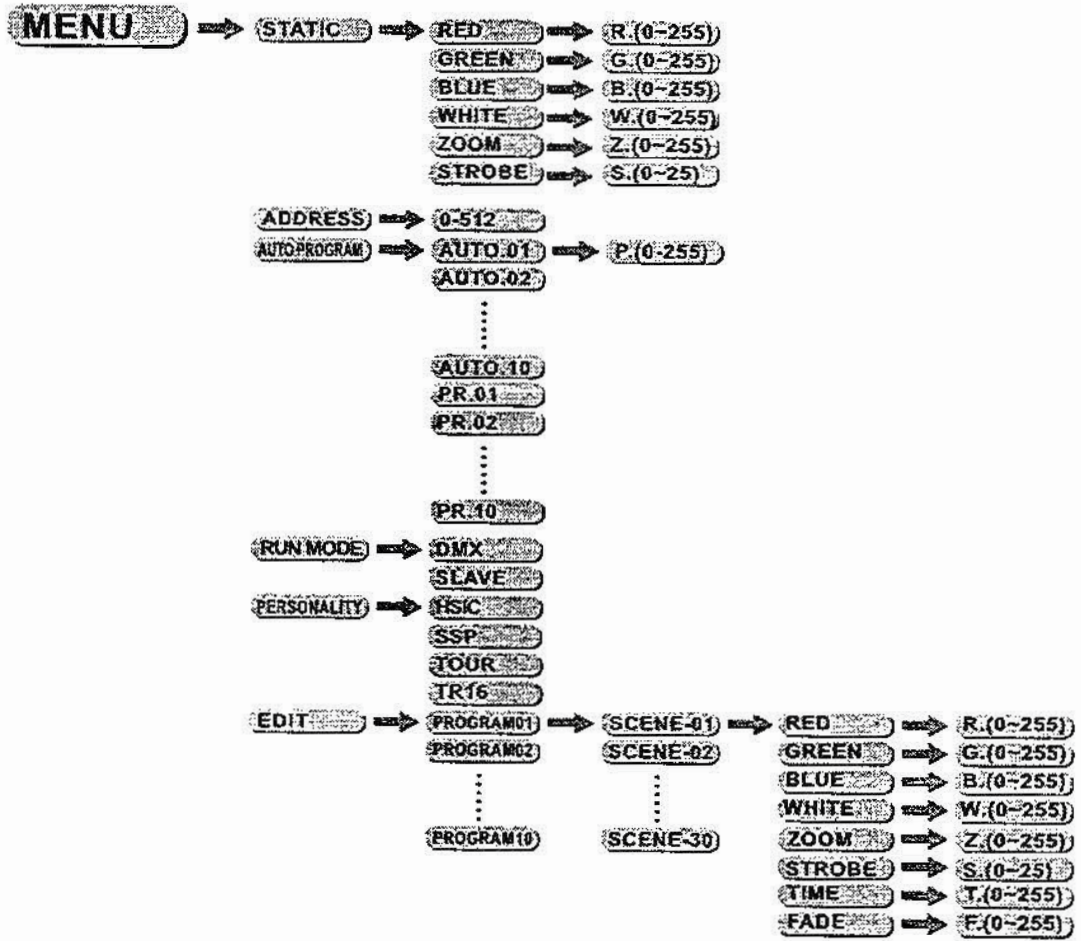 MENU STATIC RED R.(0~255)
GREEN G.(0~255)
BLUE B.(0~255)
WHITE W.(0~255)
ZOOM Z.(0~255)
STROBE S.(0~25)
ADDRESS 0-512
AUTO.PROGRAM AUTO.01 P.(0-255)
AUTO.02
AUTO.10
PR.01
PR.02
PR.10
RUN MODE DMX
SLAVE
PERSONALITY HSIC
SSP
TOUR
TR16
EDIT PROGRAM01 SCENE-01 RED R.(0~255)
PROGRAM02 SCENE-02 GREEN G.(0~255)
BLUE B.(0~255)
WHITE W.(0~255)
PROGRAM10 SCENE-30 ZOOM Z.(0~255)
STROBE S.(0~25)
TIME T.(0~255)
FADE F.(0~255)